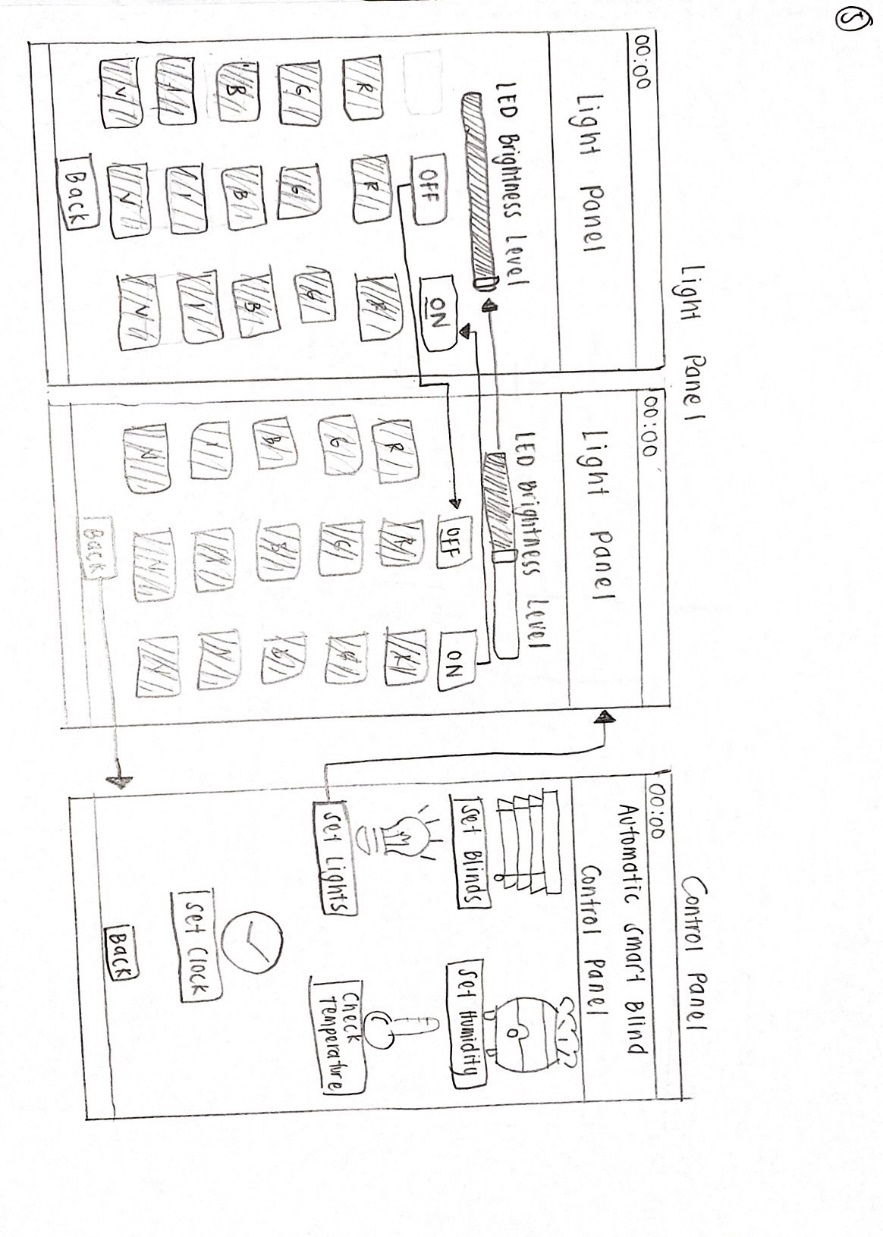 5
Light Panel
00:00
Light Panel
LED Brightness Level
OFF ON
R R R
G G G
B B B
N N N
Back
00:00
Light Panel
LED Brightness Level
OFF ON
R R R
G G G
B B B
N N N
Back
Control Panel
00:00
Automatic Smart Blind
Control Panel
Set Blinds
Set Humidity
Set Lights
Check
Temperature
Set Clock
Back